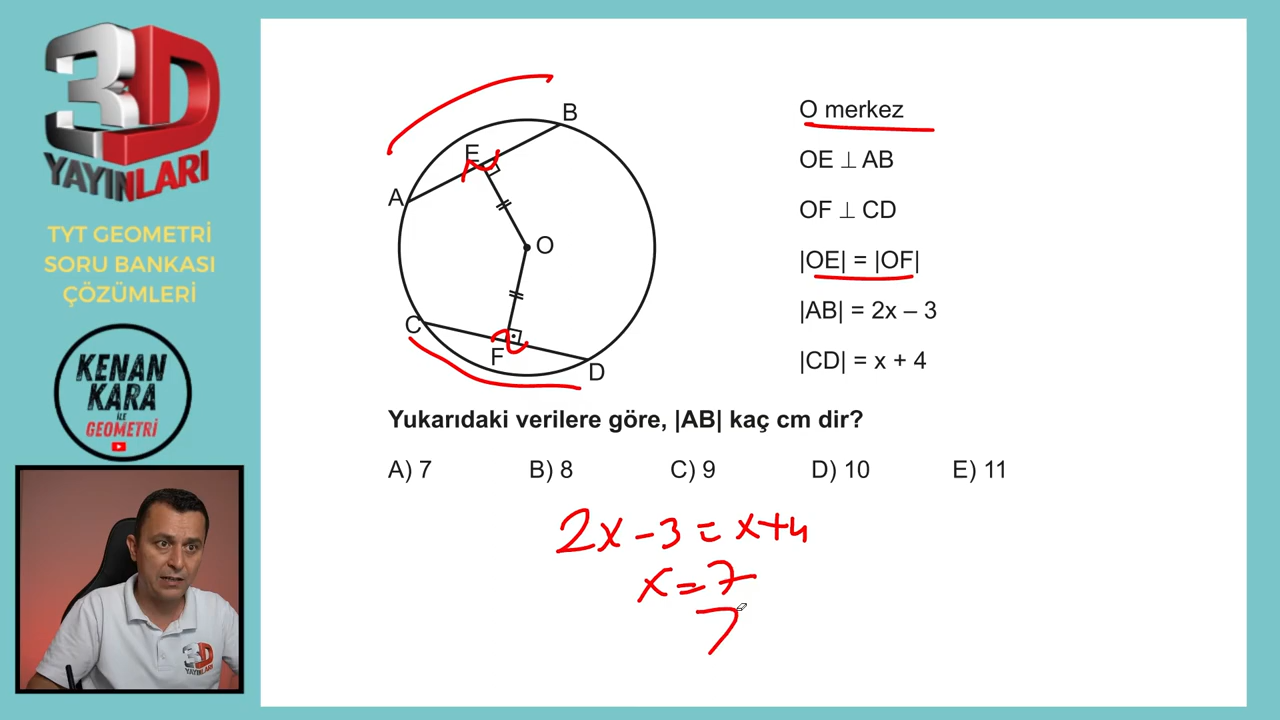 3D
YAYINLARI
TYT GEOMETRİ
SORU BANKASI
ÇÖZÜMLERİ
KENAN
KARA
İLE
GEOMETRİ
3D
YAYINLARI
B
E
A
O
C
F
D
O merkez
OE ⊥ AB
OF ⊥ CD
|OE| = |OF|
|AB| = 2x – 3
|CD| = x + 4
Yukarıdaki verilere göre, |AB| kaç cm dir?
A) 7 B) 8 C) 9 D) 10 E) 11
2x - 3 = x+4
x = 7
7